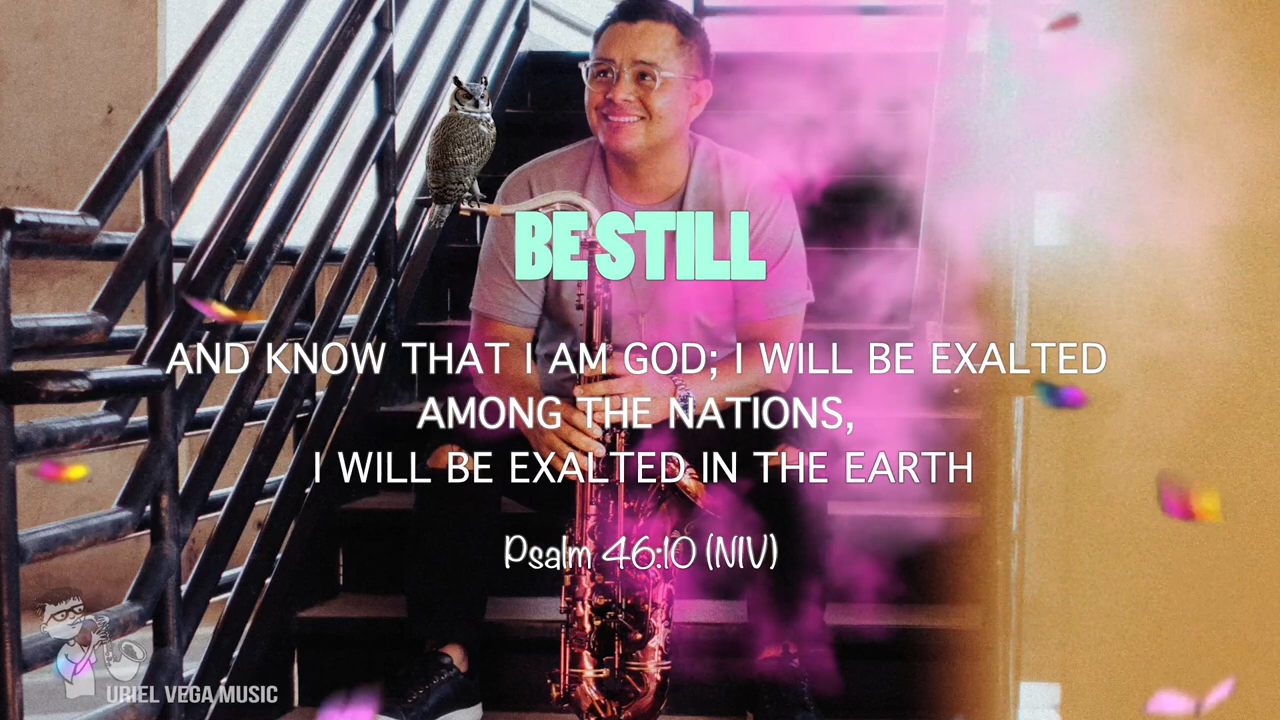 BE STILL
AND KNOW THAT I AM GOD; I WILL BE EXALTED
AMONG THE NATIONS,
I WILL BE EXALTED IN THE EARTH
Psalm 46:10 (NIV)
URIEL VEGA MUSIC